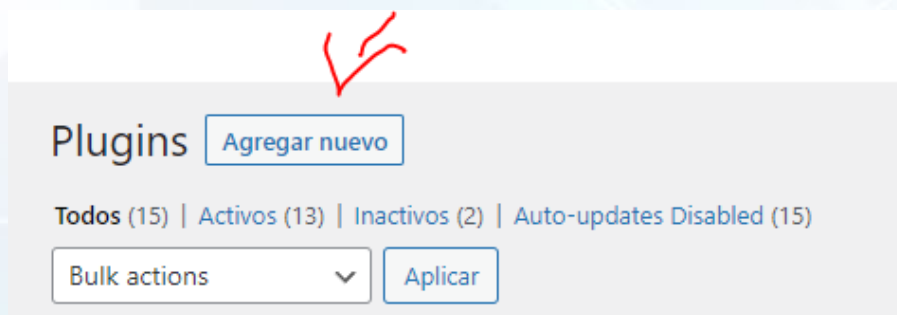 Plugins Agregar nuevo
Todos (15) | Activos (13) | Inactivos (2) | Auto-updates Disabled (15)
Bulk actions Aplicar